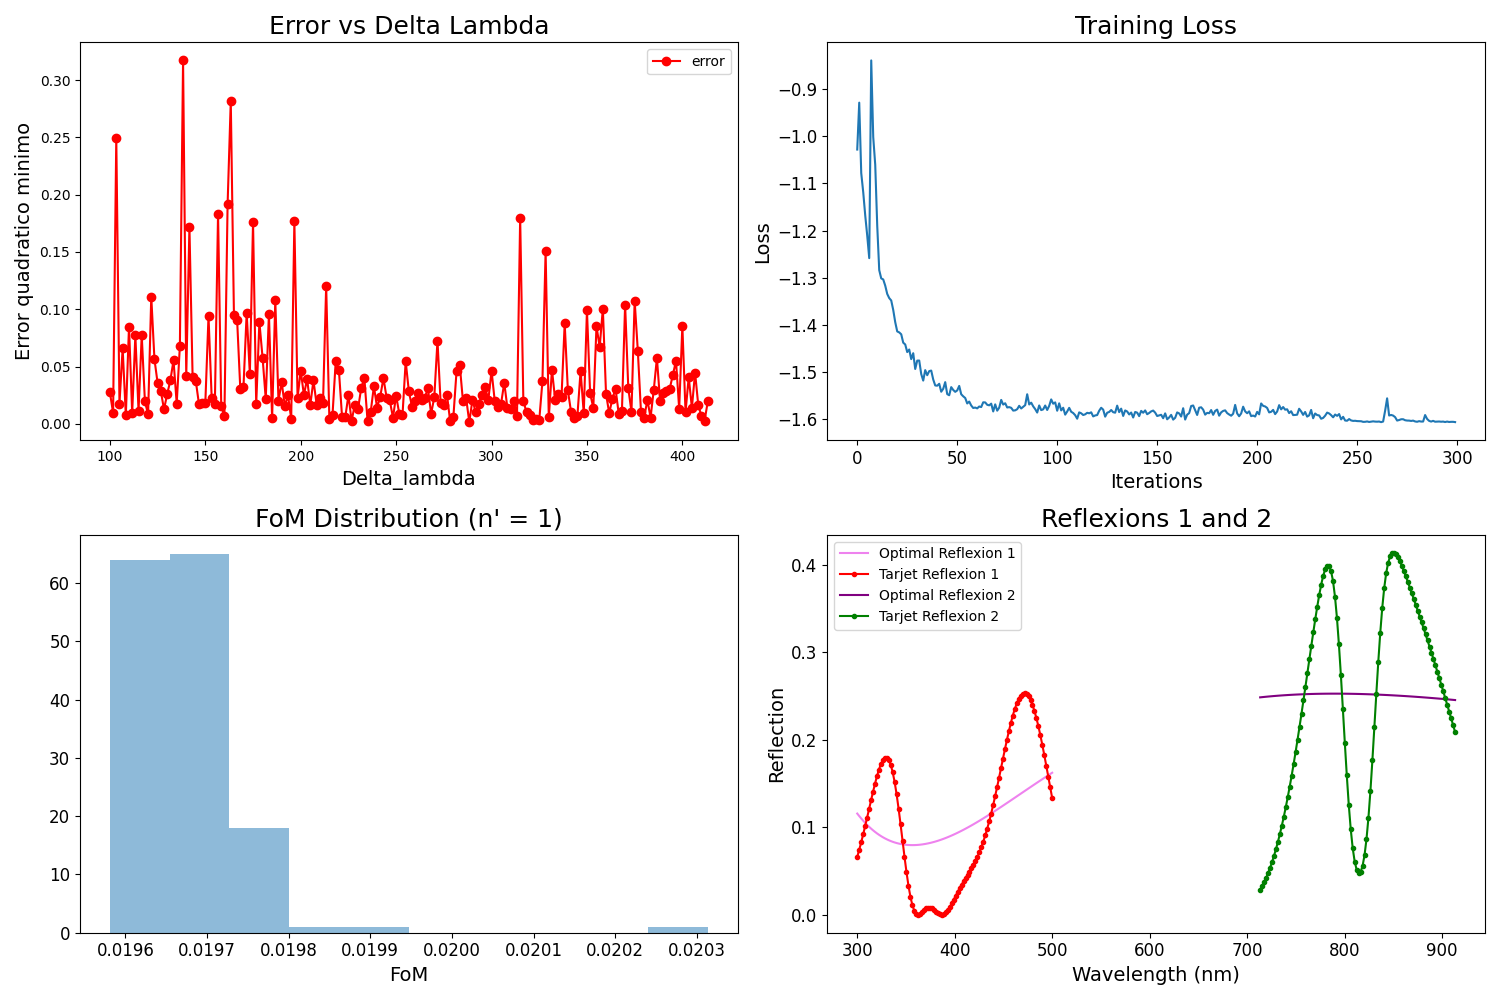 Error vs Delta Lambda
error
Error quadratico minimo
0.30
0.25
0.20
0.15
0.10
0.05
0.00
100 150 200 250 300 350 400
Delta_lambda
Training Loss
Loss
−0.9
−1.0
−1.1
−1.2
−1.3
−1.4
−1.5
−1.6
0 50 100 150 200 250 300
Iterations
FoM Distribution (n' = 1)
60
50
40
30
20
10
0
0.0196 0.0197 0.0198 0.0199 0.0200 0.0201 0.0202 0.0203
FoM
Reflexions 1 and 2
Optimal Reflexion 1
Tarjet Reflexion 1
Optimal Reflexion 2
Tarjet Reflexion 2
Reflection
0.4
0.3
0.2
0.1
0.0
300 400 500 600 700 800 900
Wavelength (nm)